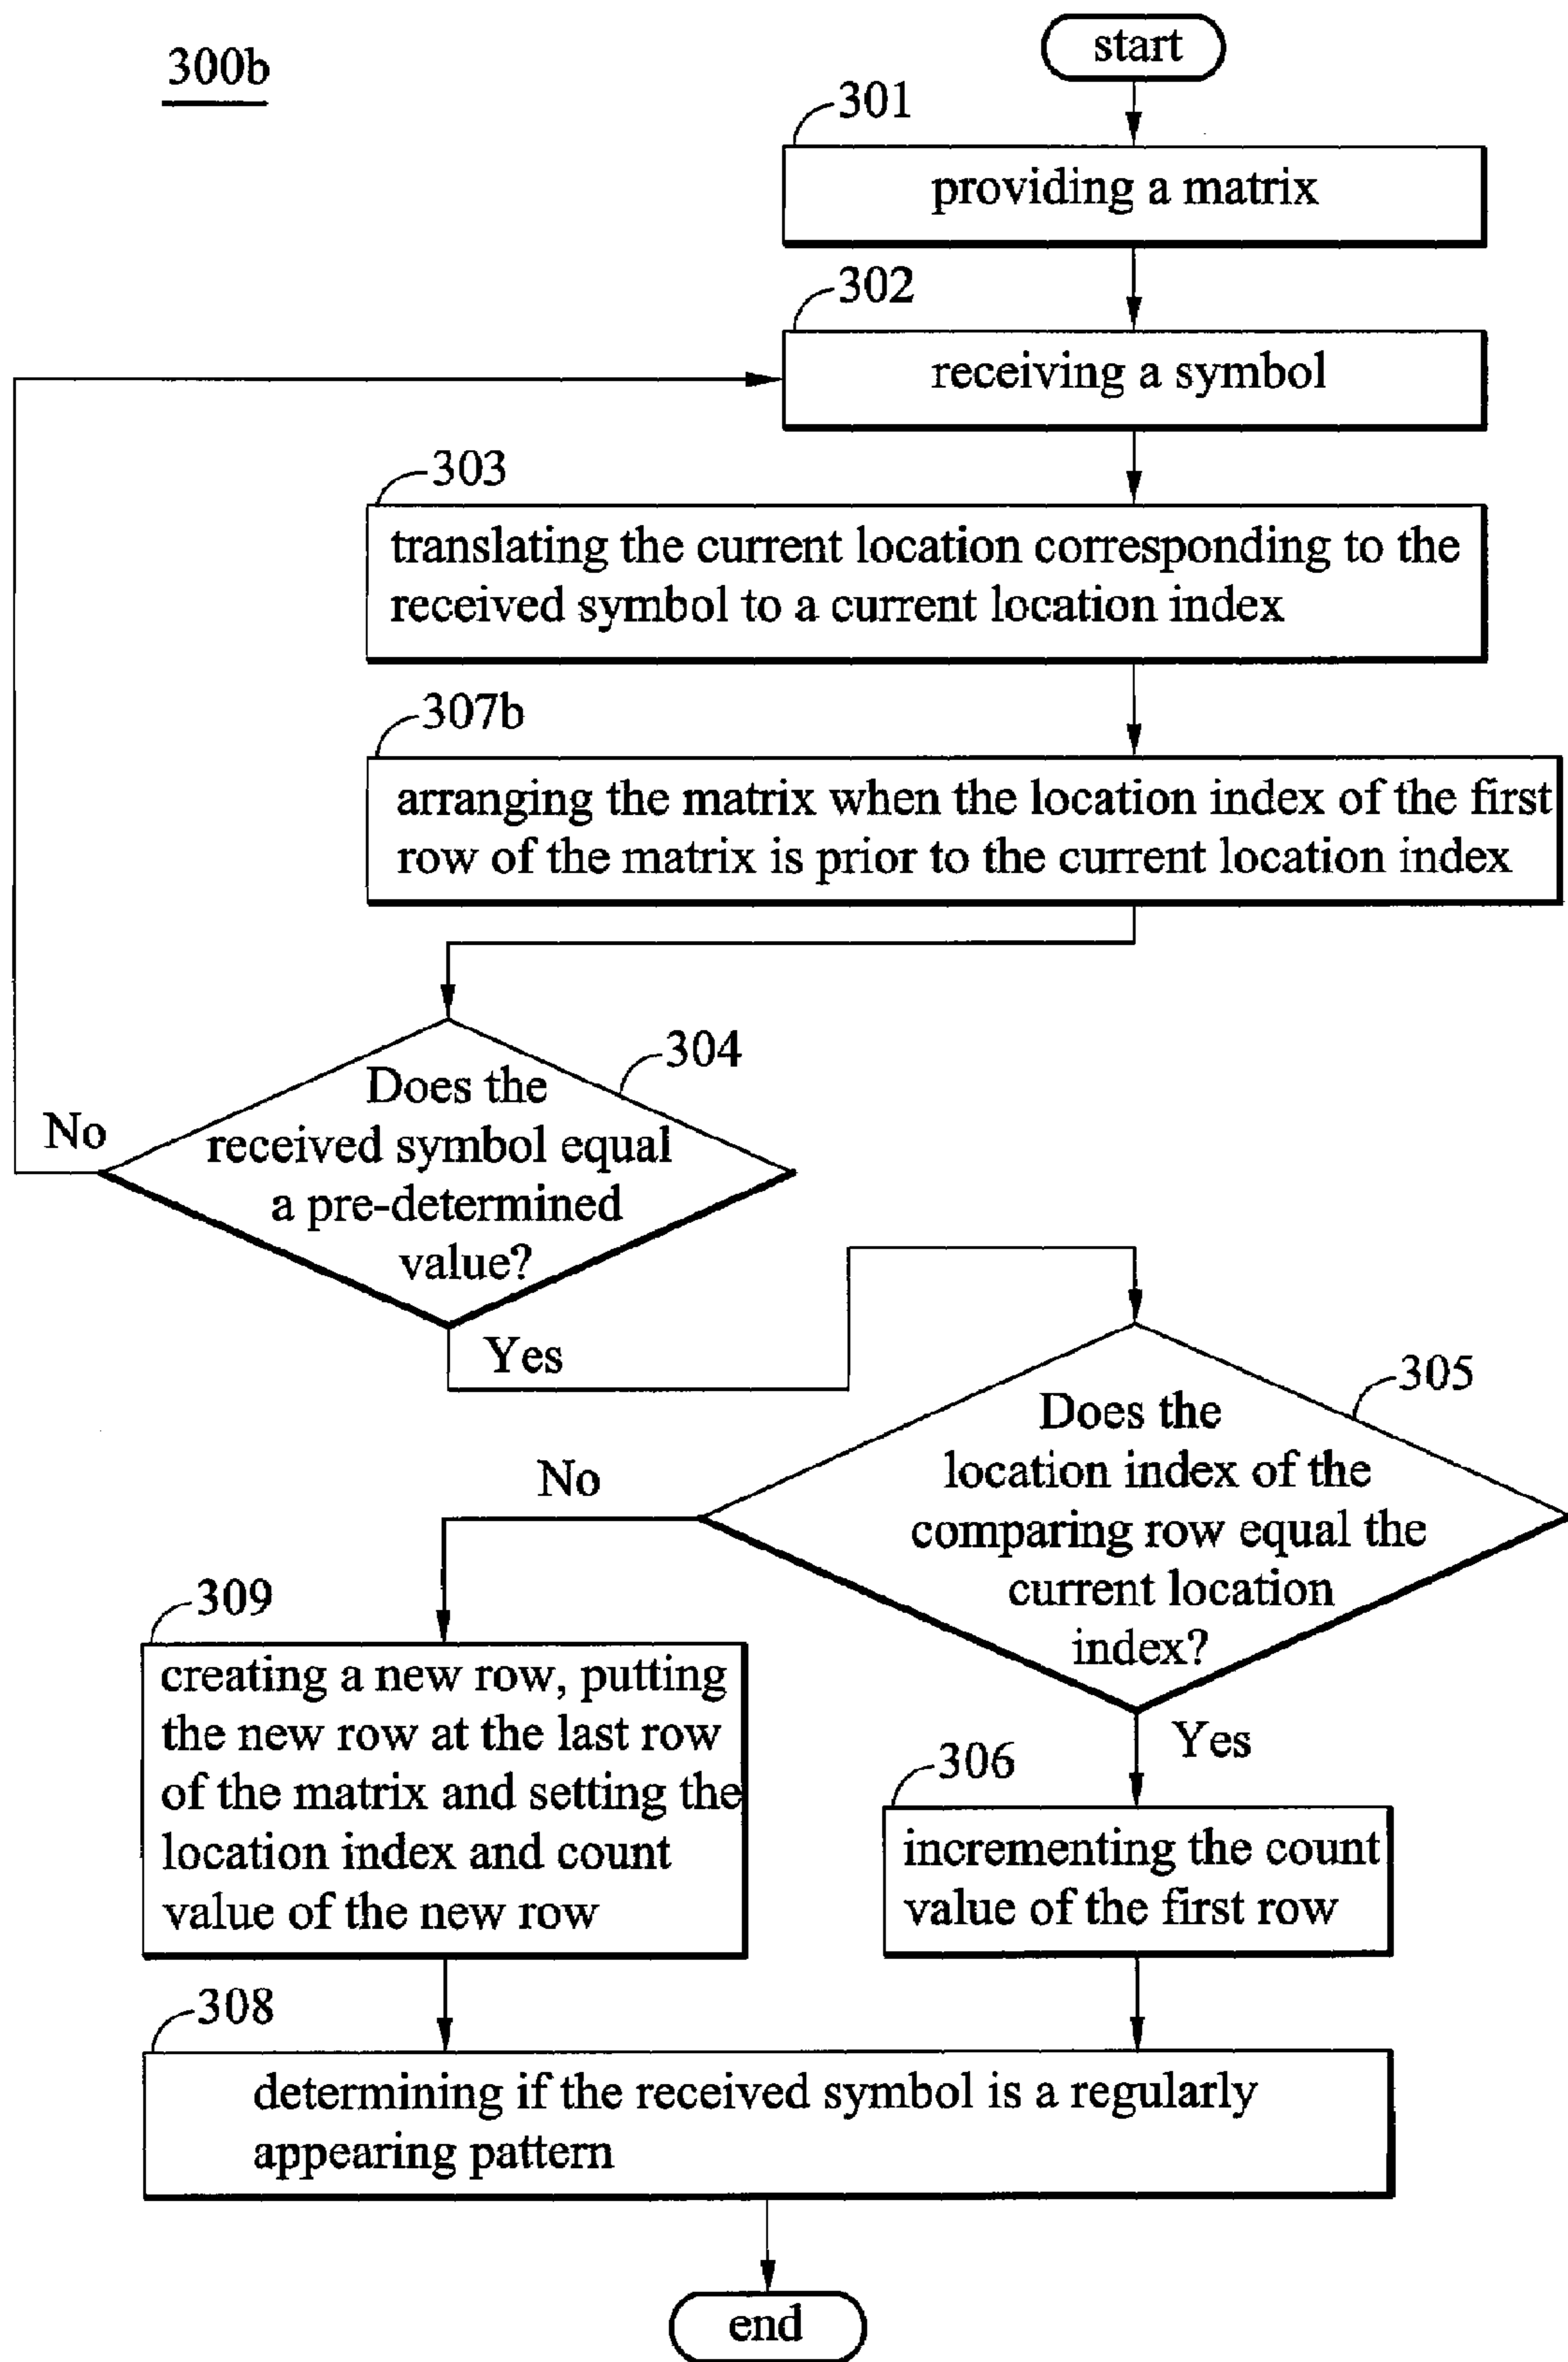 300b
start
301
providing a matrix
302
receiving a symbol
303
translating the current location corresponding to the
received symbol to a current location index
307b
arranging the matrix when the location index of the first
row of the matrix is prior to the current location index
304
Does the
received symbol equal
a pre-determined
value?
No
Yes
305
Does the
location index of the
comparing row equal the
current location
index?
No
Yes
309
creating a new row, putting
the new row at the last row
of the matrix and setting the
location index and count
value of the new row
306
incrementing the count
value of the first row
308
determining if the received symbol is a regularly
appearing pattern
end